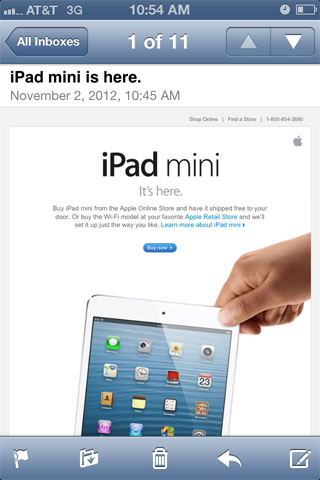 AT&T 3G 10:54 AM
All Inboxes 1 of 11
iPad mini is here.
November 2, 2012, 10:45 AM
Shop Online | Find a Store | 1-800-854-3680
iPad mini
It's here.
Buy iPad mini from the Apple Online Store and have it shipped free to your
door. Or buy the Wi-Fi model at your favorite Apple Retail Store and we'll
set it up just the way you like. Learn more about iPad mini
Buy now